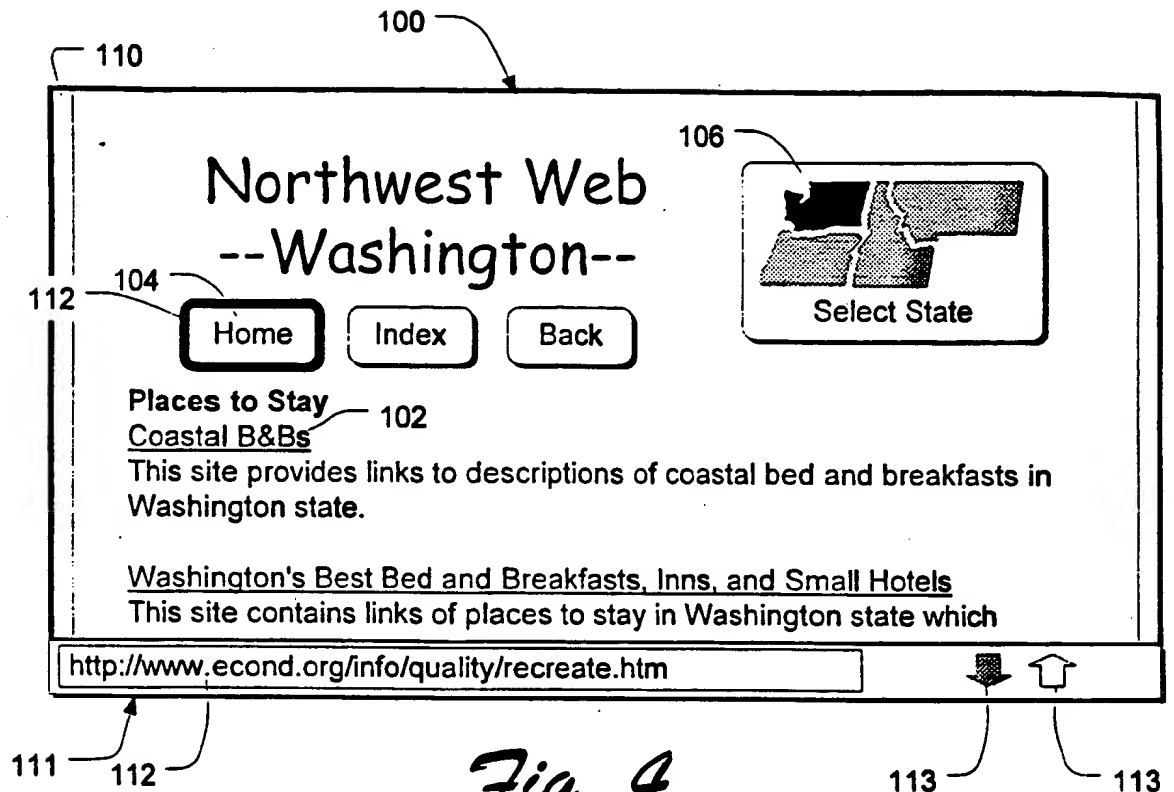 100
110
106
Northwest Web
--Washington--
104
112
Home Index Back
Select State
Places to Stay
102
Coastal B&Bs
This site provides links to descriptions of coastal bed and breakfasts in
Washington state.
Washington's Best Bed and Breakfasts, Inns, and Small Hotels
This site contains links of places to stay in Washington state which
http://www.econd.org/info/quality/recreate.htm
111 112 113 113
Fig. 4